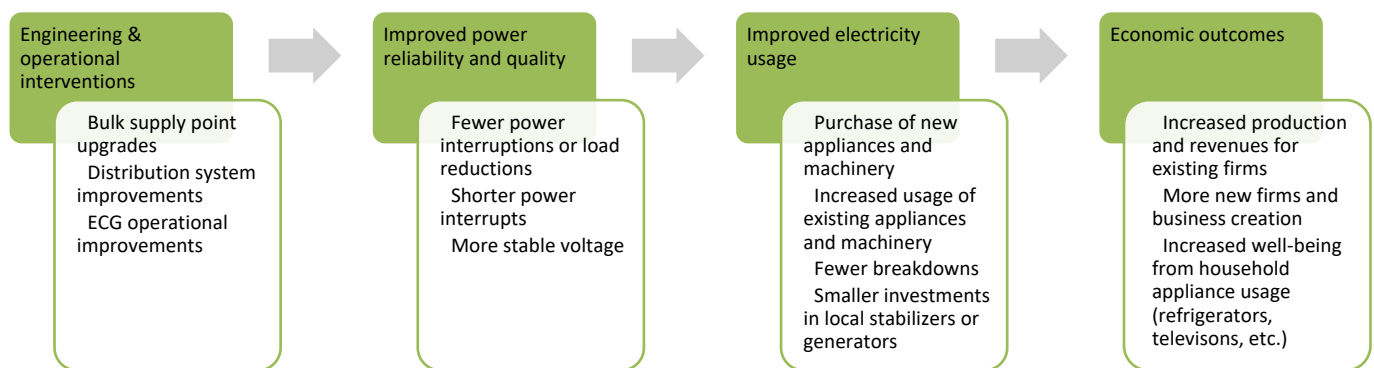 Engineering &
operational
interventions
Bulk supply point
upgrades
Distribution system
improvements
ECG operational
improvements
Improved power
reliability and quality
Fewer power
interruptions or load
reductions
Shorter power
interrupts
More stable voltage
Improved electricity
usage
Purchase of new
appliances and
machinery
Increased usage of
existing appliances
and machinery
Fewer breakdowns
Smaller investments
in local stabilizers or
generators
Economic outcomes
Increased production
and revenues for
existing firms
More new firms and
business creation
Increased well-being
from household
appliance usage
(refrigerators,
televisons, etc.)